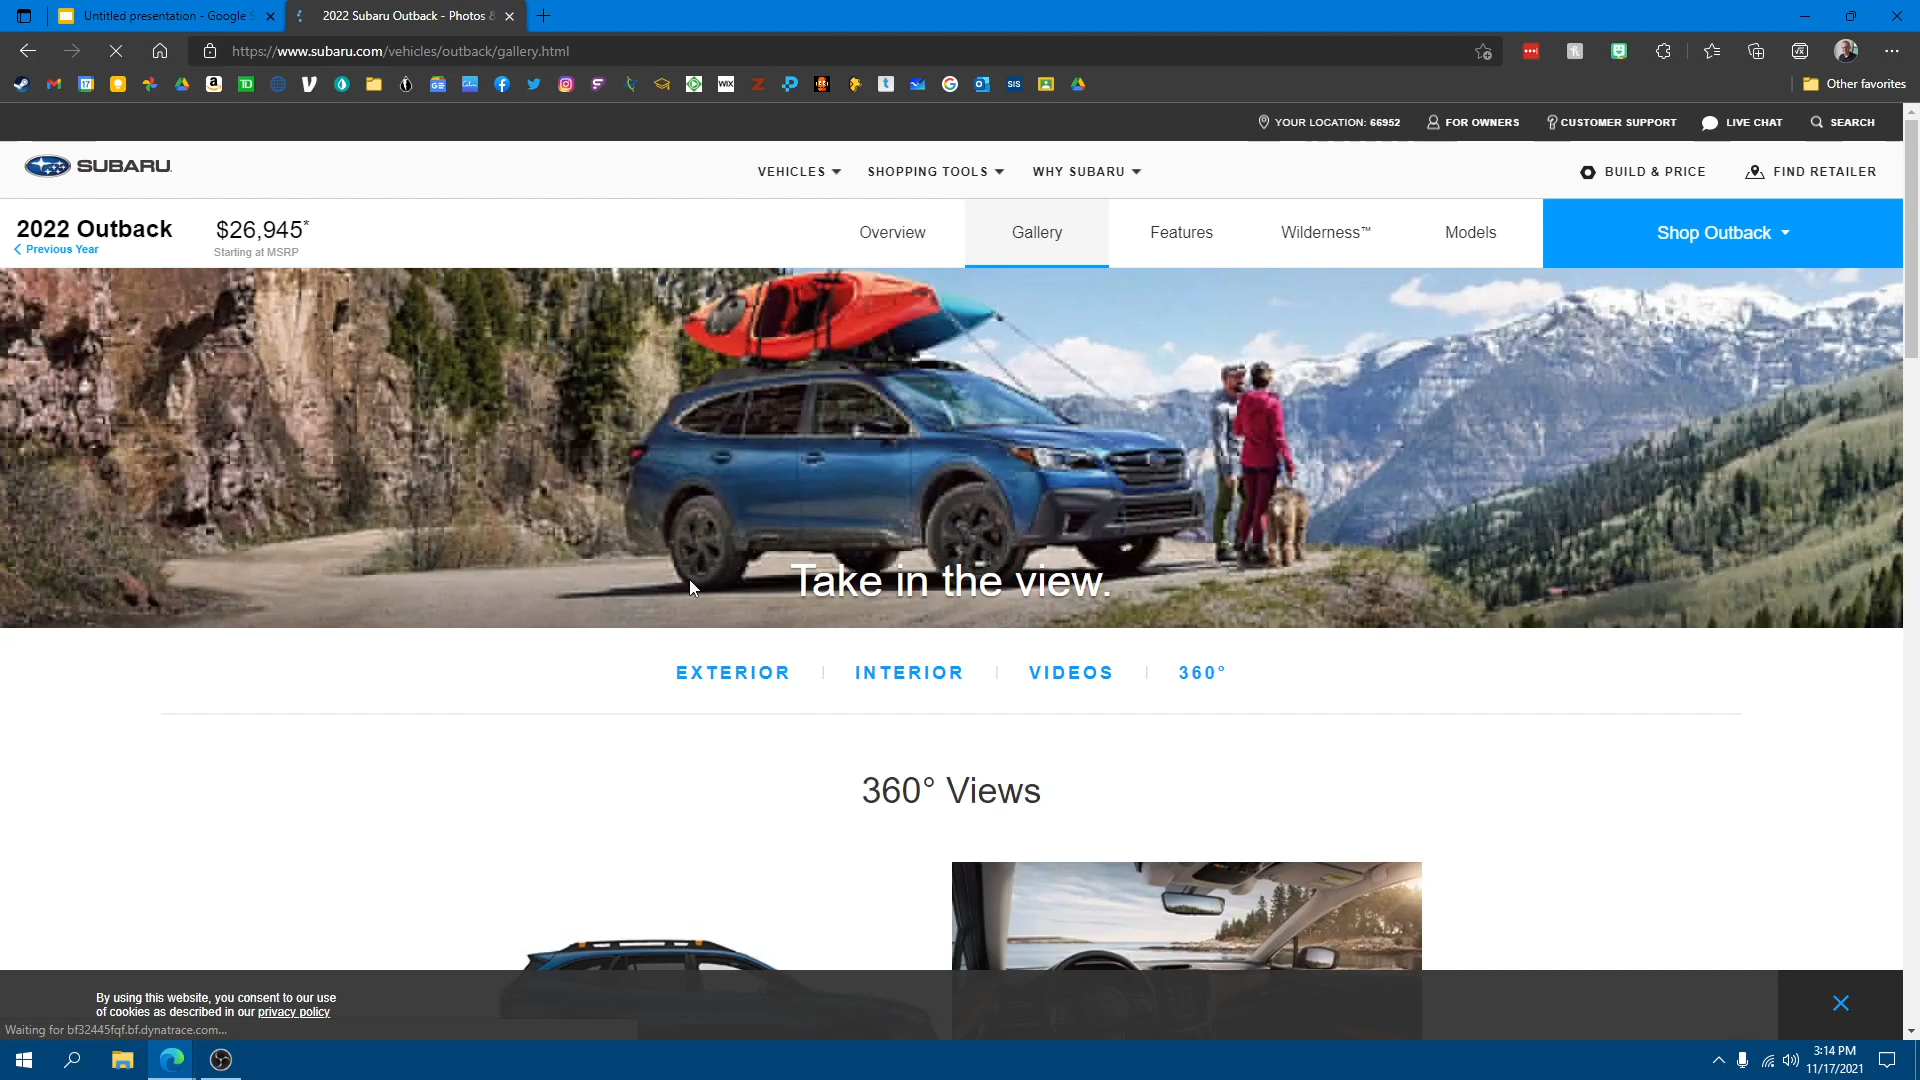 Untitled presentation - Google S
2022 Subaru Outback - Photos &
https://www.subaru.com/vehicles/outback/gallery.html
Other favorites
YOUR LOCATION: 66952
FOR OWNERS
CUSTOMER SUPPORT
LIVE CHAT
SEARCH
SUBARU
VEHICLES
SHOPPING TOOLS
WHY SUBARU
BUILD & PRICE
FIND RETAILER
2022 Outback
$26,945*
Previous Year
Starting at MSRP
Overview
Gallery
Features
Wilderness™
Models
Shop Outback
Take in the view.
EXTERIOR
INTERIOR
VIDEOS
360°
360° Views
By using this website, you consent to our use
of cookies as described in our privacy policy
Waiting for bf32445fqf.bf.dynatrace.com...
3:14 PM
11/17/2021